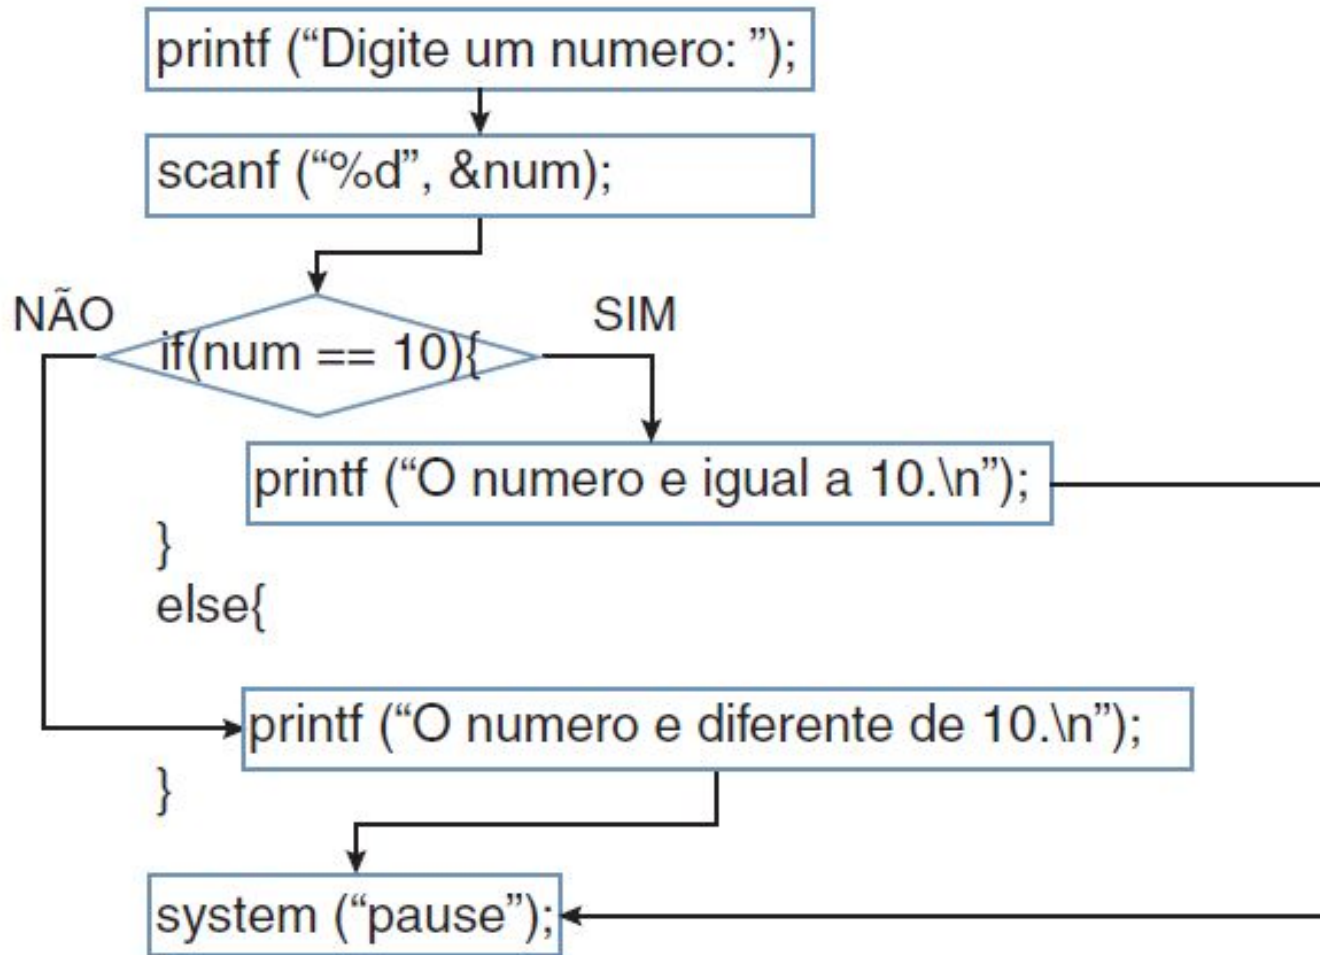 printf (“Digite um numero: ”);
scanf (“%d”, &num);
NÃO
SIM
if(num == 10){
printf (“O numero e igual a 10.\n”);
}
else{
printf (“O numero e diferente de 10.\n”);
}
system (“pause”);